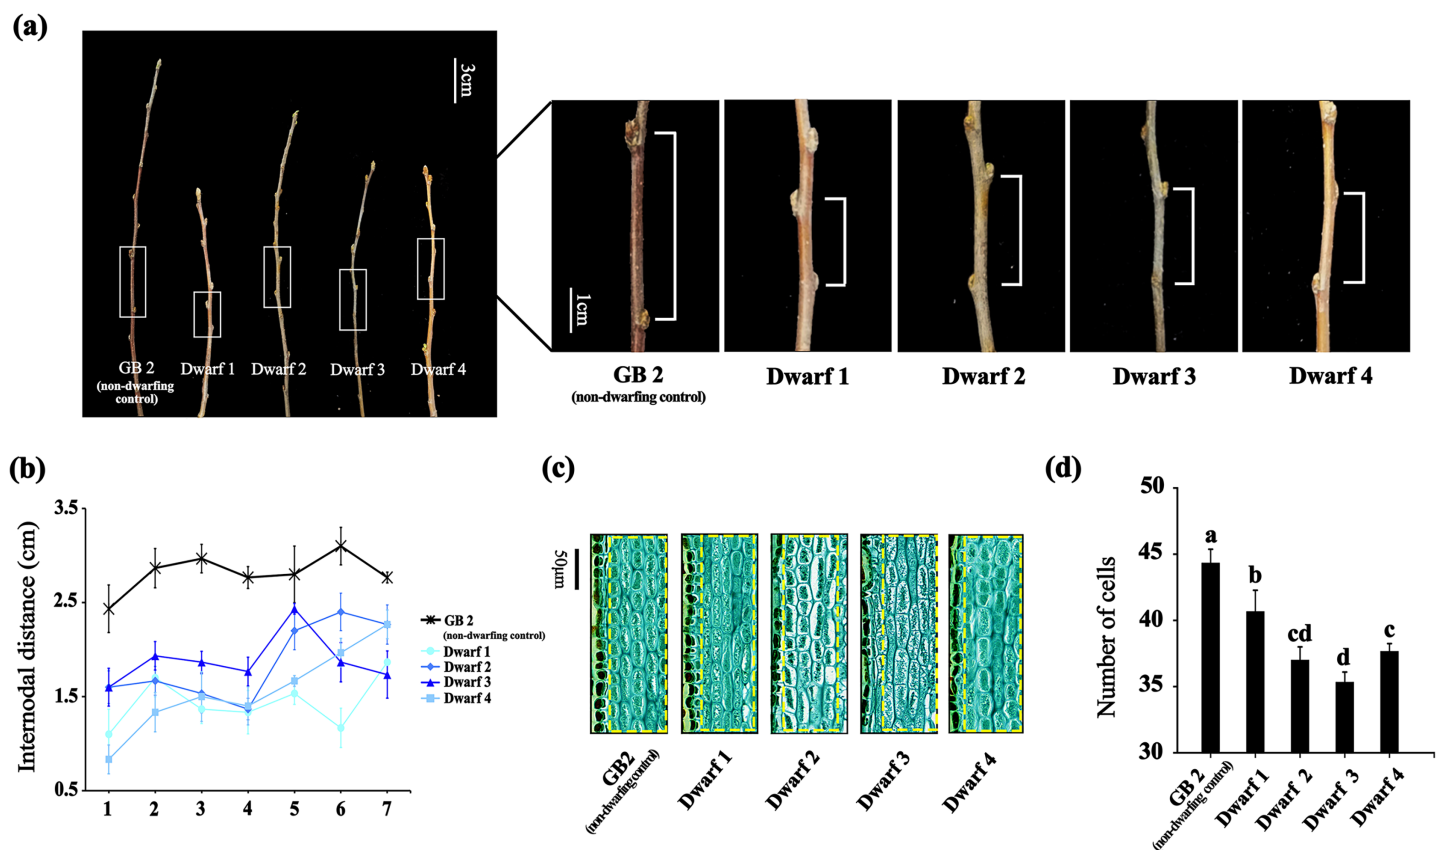 (a)
3cm
GB 2
(non-dwarfing
control)
Dwarf 1
Dwarf 2
Dwarf 3
Dwarf 4
1cm
GB 2
(non-dwarfing control)
Dwarf 1
Dwarf 2
Dwarf 3
Dwarf 4
(b)
Internodal distance (cm)
3.5
2.5
1.5
0.5
1 2 3 4 5 6 7
GB 2
(non-dwarfing control)
Dwarf 1
Dwarf 2
Dwarf 3
Dwarf 4
(c)
50μm
GB2
(non-dwarfing control)
Dwarf 1
Dwarf 2
Dwarf 3
Dwarf 4
(d)
Number of cells
50
45
40
35
30
a
b
cd
d
c
GB 2
(non-dwarfing control)
Dwarf 1
Dwarf 2
Dwarf 3
Dwarf 4